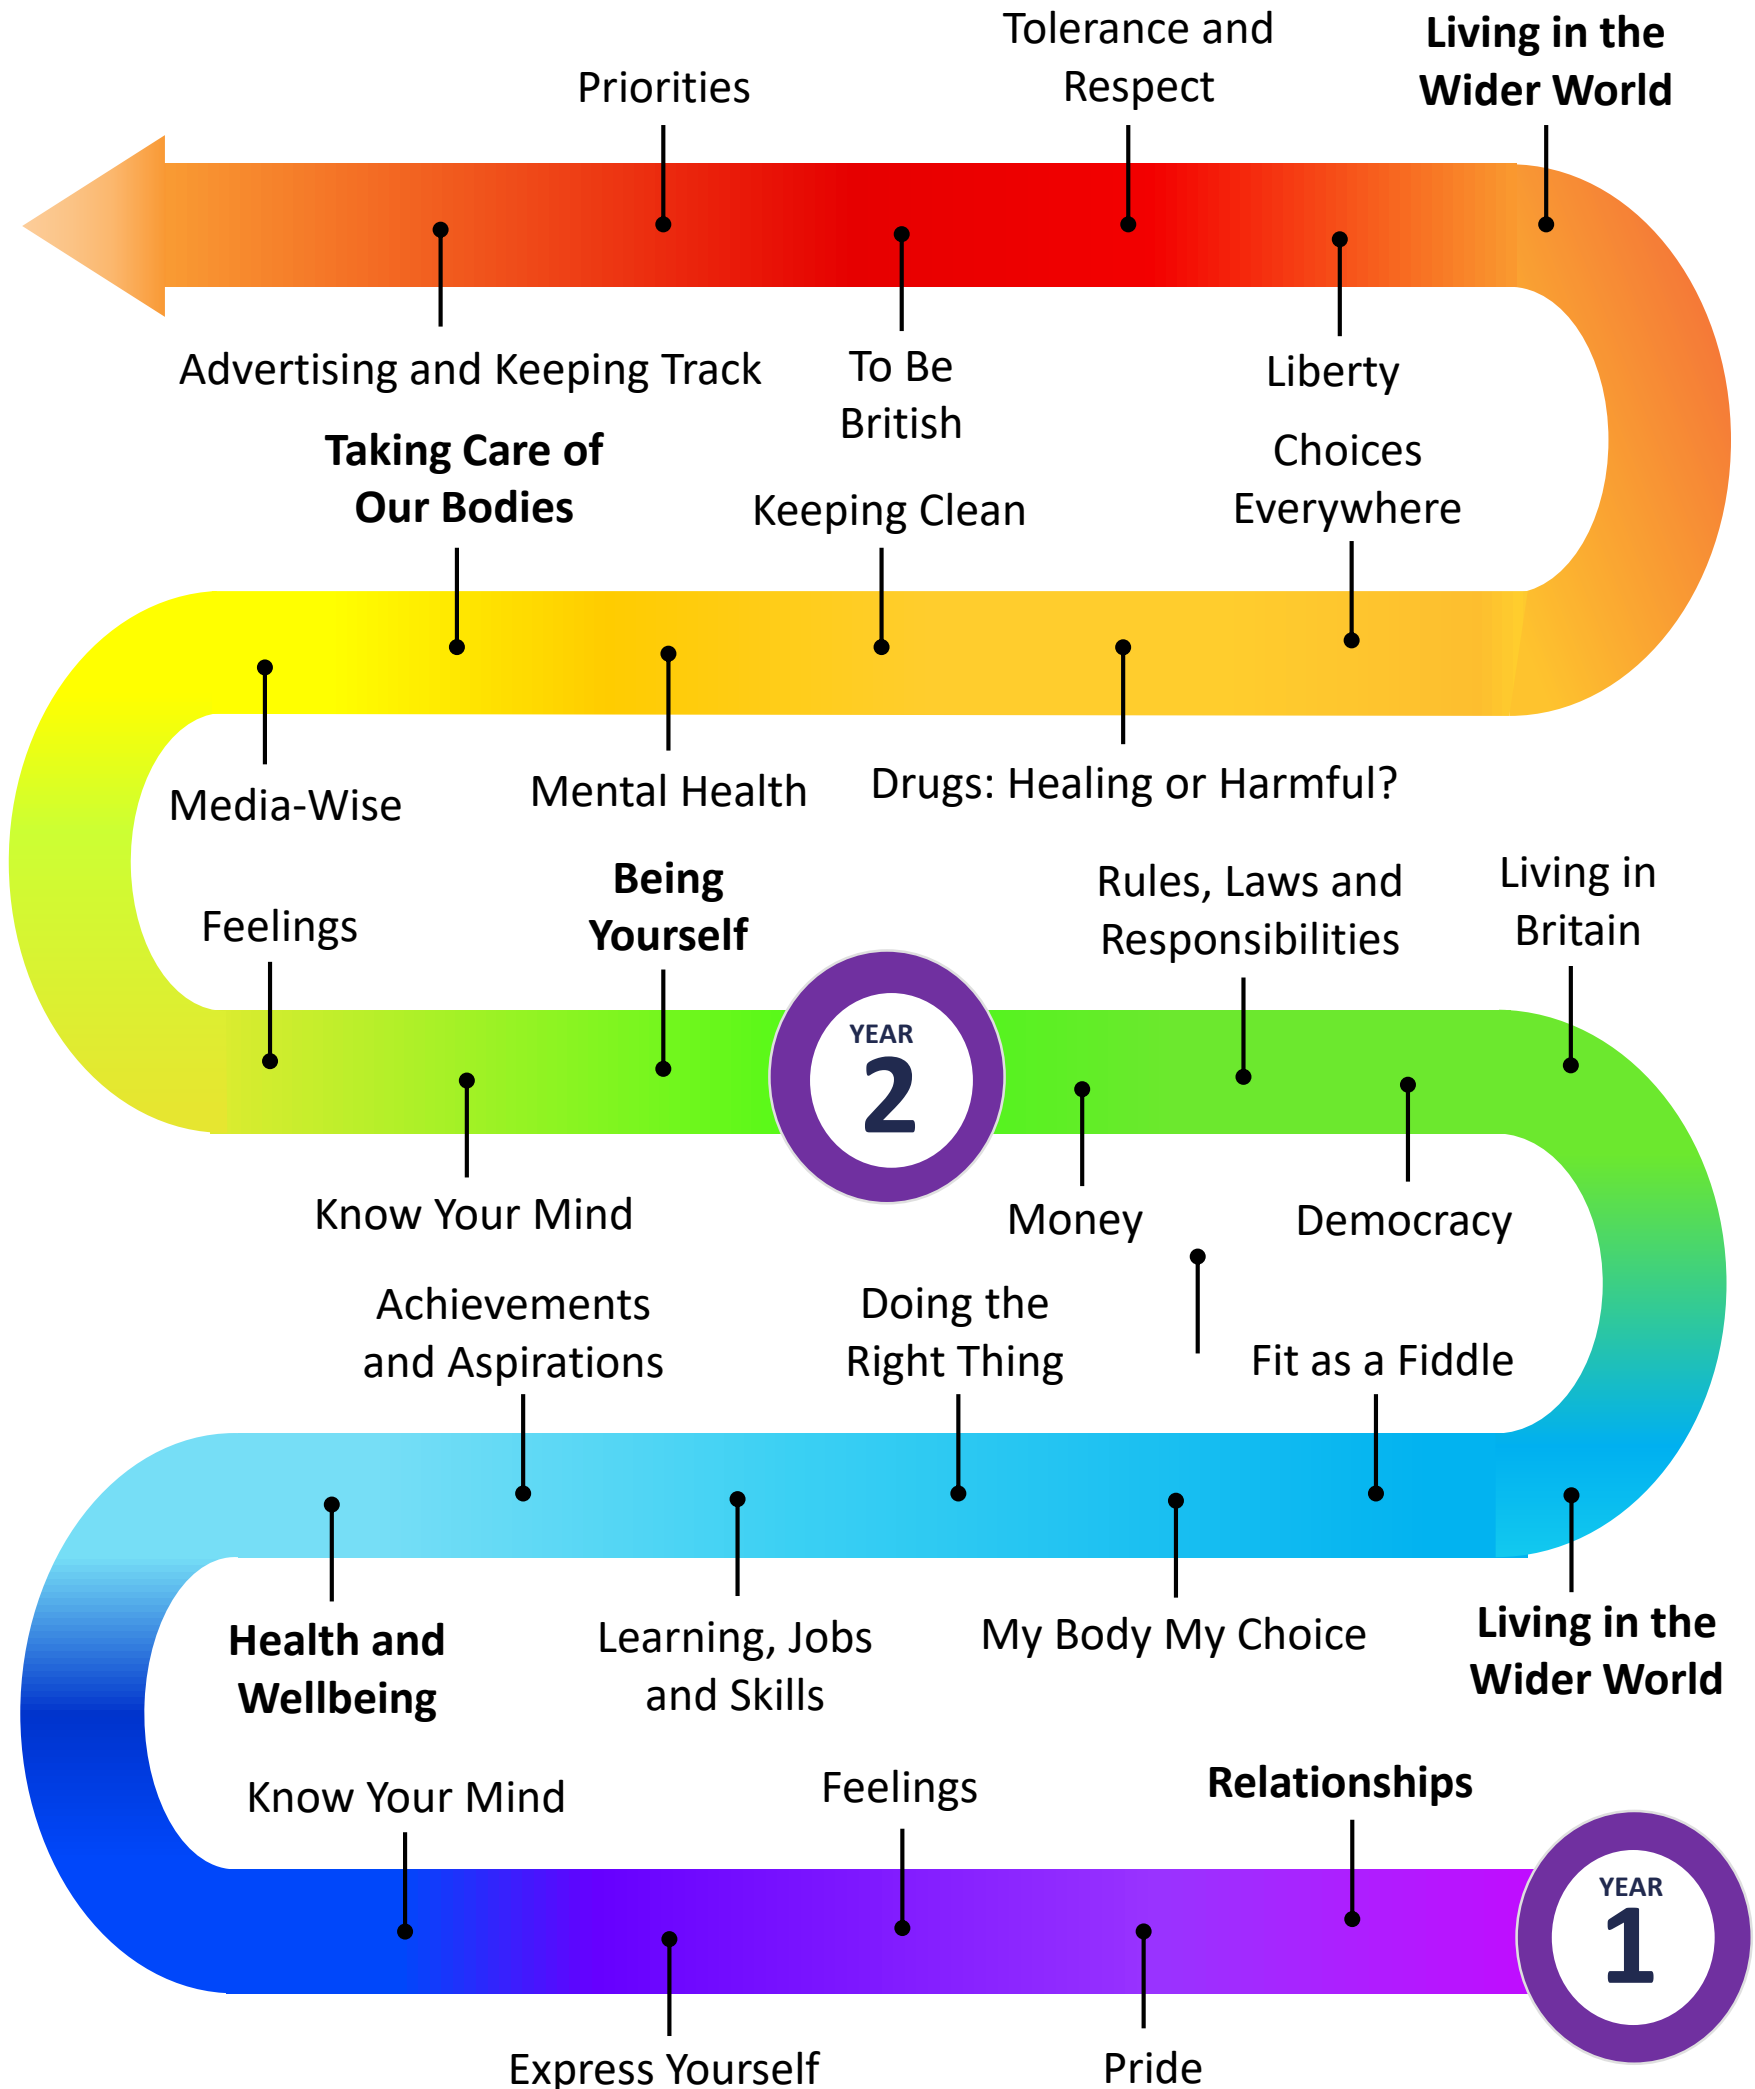 Tolerance and
Respect
Living in the
Wider World
Priorities
Advertising and Keeping Track
To Be
British
Liberty
Taking Care of
Our Bodies
Keeping Clean
Choices
Everywhere
Media-Wise
Mental Health
Drugs: Healing or Harmful?
Feelings
Being
Yourself
Rules, Laws and
Responsibilities
Living in
Britain
YEAR
2
Know Your Mind
Money
Democracy
Achievements
and Aspirations
Doing the
Right Thing
Fit as a Fiddle
Health and
Wellbeing
Learning, Jobs
and Skills
My Body My Choice
Living in the
Wider World
Know Your Mind
Feelings
Relationships
YEAR
1
Express Yourself
Pride